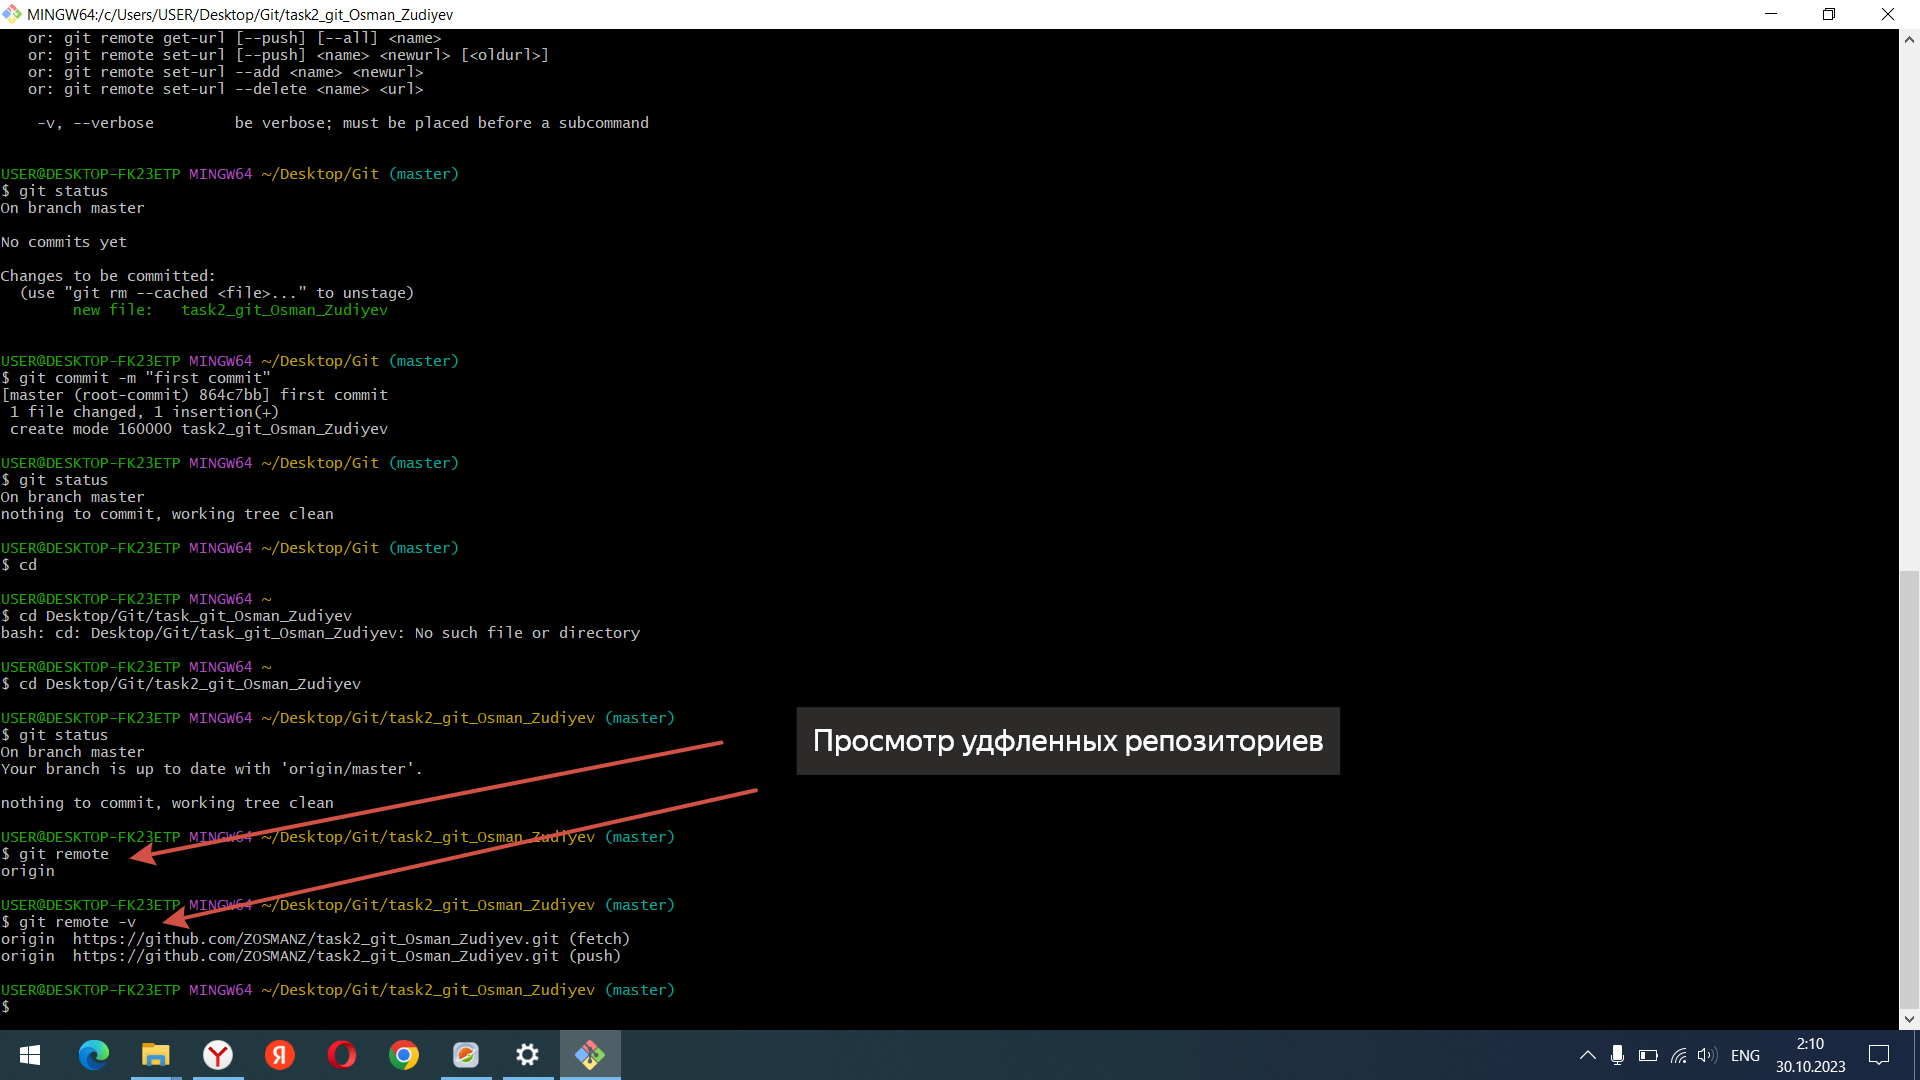 MINGW64:/c/Users/USER/Desktop/Git/task2_git_Osman_Zudiyev
or: git remote get-url [--push] [--all] <name>
or: git remote set-url [--push] <name> <newurl> [<oldurl>]
or: git remote set-url --add <name> <newurl>
or: git remote set-url --delete <name> <url>
-v, --verbose         be verbose; must be placed before a subcommand
USER@DESKTOP-FK23ETP MINGW64 ~/Desktop/Git (master)
$ git status
On branch master
No commits yet
Changes to be committed:
(use "git rm --cached <file>..." to unstage)
new file:   task2_git_Osman_Zudiyev
USER@DESKTOP-FK23ETP MINGW64 ~/Desktop/Git (master)
$ git commit -m "first commit"
[master (root-commit) 864c7bb] first commit
1 file changed, 1 insertion(+)
create mode 160000 task2_git_Osman_Zudiyev
USER@DESKTOP-FK23ETP MINGW64 ~/Desktop/Git (master)
$ git status
On branch master
nothing to commit, working tree clean
USER@DESKTOP-FK23ETP MINGW64 ~/Desktop/Git (master)
$ cd
USER@DESKTOP-FK23ETP MINGW64 ~
$ cd Desktop/Git/task_git_Osman_Zudiyev
bash: cd: Desktop/Git/task_git_Osman_Zudiyev: No such file or directory
USER@DESKTOP-FK23ETP MINGW64 ~
$ cd Desktop/Git/task2_git_Osman_Zudiyev
USER@DESKTOP-FK23ETP MINGW64 ~/Desktop/Git/task2_git_Osman_Zudiyev (master)
$ git status
On branch master
Your branch is up to date with 'origin/master'.
nothing to commit, working tree clean
Просмотр удфленных репозиториев
USER@DESKTOP-FK23ETP MINGW64 ~/Desktop/Git/task2_git_Osman_Zudiyev (master)
$ git remote
origin
USER@DESKTOP-FK23ETP MINGW64 ~/Desktop/Git/task2_git_Osman_Zudiyev (master)
$ git remote -v
origin  https://github.com/ZOSMANZ/task2_git_Osman_Zudiyev.git (fetch)
origin  https://github.com/ZOSMANZ/task2_git_Osman_Zudiyev.git (push)
USER@DESKTOP-FK23ETP MINGW64 ~/Desktop/Git/task2_git_Osman_Zudiyev (master)
$
ENG
2:10
30.10.2023